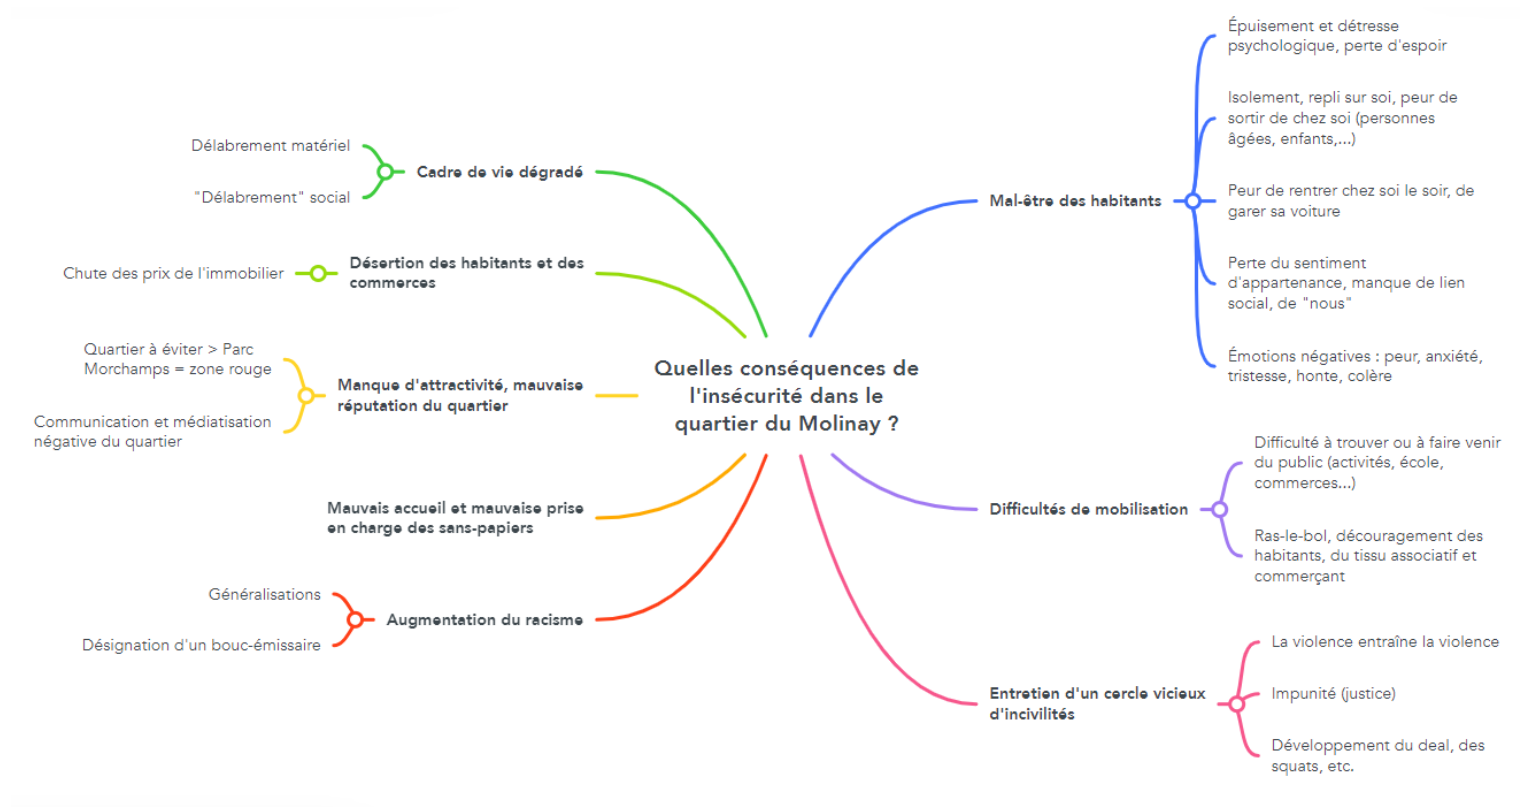 Quelles conséquences de
l'insécurité dans le
quartier du Molinay ?
Mal-être des habitants
Épuisement et détresse
psychologique, perte d'espoir
Isolement, repli sur soi, peur de
sortir de chez soi (personnes
âgées, enfants,...)
Peur de rentrer chez soi le soir, de
garer sa voiture
Perte du sentiment
d'appartenance, manque de lien
social, de "nous"
Émotions négatives : peur, anxiété,
tristesse, honte, colère
Difficultés de mobilisation
Difficulté à trouver ou à faire venir
du public (activités, école,
commerces...)
Ras-le-bol, découragement des
habitants, du tissu associatif et
commerçant
Entretien d'un cercle vicieux
d'incivilités
La violence entraîne la violence
Impunité (justice)
Développement du deal, des
squats, etc.
Cadre de vie dégradé
Délabrement matériel
"Délabrement" social
Désertion des habitants et des
commerces
Chute des prix de l'immobilier
Manque d'attractivité, mauvaise
réputation du quartier
Quartier à éviter > Parc
Morchamps = zone rouge
Communication et médiatisation
négative du quartier
Mauvais accueil et mauvaise prise
en charge des sans-papiers
Augmentation du racisme
Généralisations
Désignation d'un bouc-émissaire